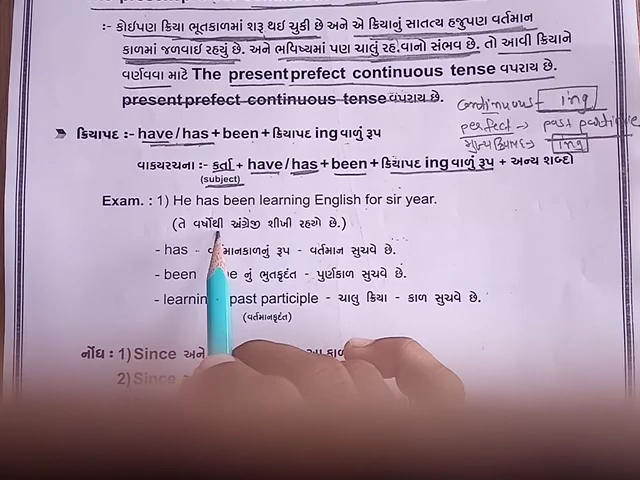 :- કોઈપણ ક્રિયા ભૂતકાળમાં શરૂ થઈ ચુકી છે અને એ ક્રિયાનું સાતત્ય હજુપણ વર્તમાન
કાળમાં જળવાઈ રહ્યું છે. અને ભવિષ્યમાં પણ ચાલું રહેવાનો સંભવ છે. તો આવી ક્રિયાને
વર્ણવવા માટે The present prefect continuous tense વપરાય છે.
present prefect continuous tense વપરાય છે.
continuous - ing
perfect → past participle
મુખ્ય ક્રિયાપદ → ing
ક્રિયાપદ :- have / has + been + ક્રિયાપદ ing વાળું રૂપ
વાક્યરચના :- કર્તા + have / has + been + ક્રિયાપદ ing વાળું રૂપ + અન્ય શબ્દો
(subject)
Exam. : 1) He has been learning English for sir year.
(તે વર્ષોથી અંગ્રેજી શીખી રહ્યો છે.)
- has - વર્તમાનકાળનું રૂપ - વર્તમાન સુચવે છે.
- been નું ભુતકૃદંત - પુર્ણકાળ સુચવે છે.
- learnin past participle - ચાલુ ક્રિયા - કાળ સુચવે છે.
(વર્તમાનકૃદંત)
નોંધ : 1) Since અને
2) Since